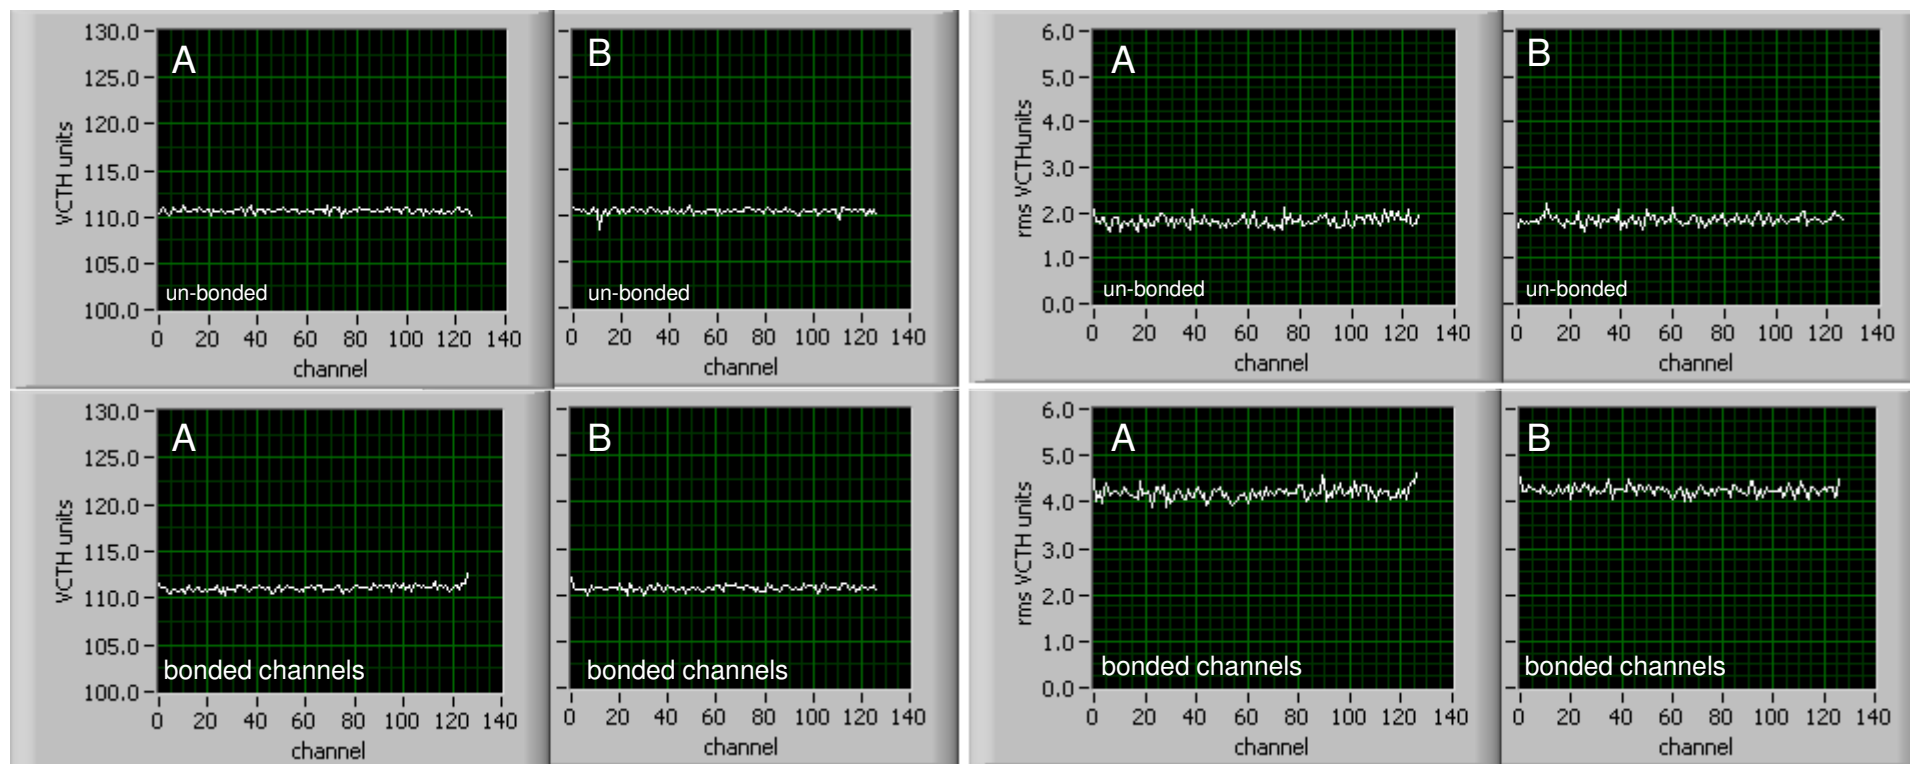 130.0
125.0
120.0
115.0
110.0
105.0
100.0
VCTH units
A
un-bonded
0 20 40 60 80 100 120 140
channel
B
un-bonded
0 20 40 60 80 100 120 140
channel
6.0
5.0
4.0
3.0
2.0
1.0
0.0
rms VCTHunits
A
un-bonded
0 20 40 60 80 100 120 140
channel
B
un-bonded
0 20 40 60 80 100 120 140
channel
130.0
125.0
120.0
115.0
110.0
105.0
100.0
VCTH units
A
bonded channels
0 20 40 60 80 100 120 140
channel
B
bonded channels
0 20 40 60 80 100 120 140
channel
6.0
5.0
4.0
3.0
2.0
1.0
0.0
rms VCTH units
A
bonded channels
0 20 40 60 80 100 120 140
channel
B
bonded channels
0 20 40 60 80 100 120 140
channel